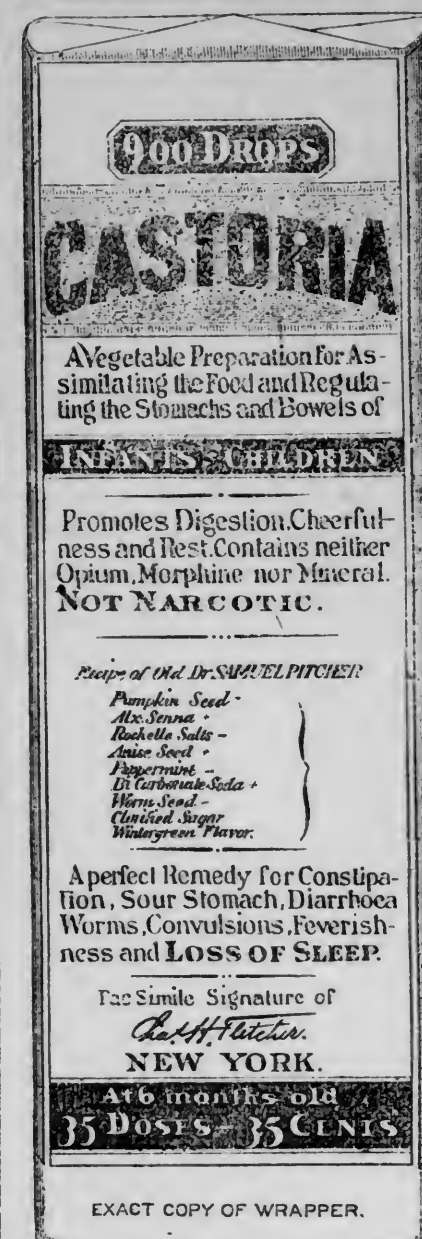 900 DROPS
CASTORIA
A Vegetable Preparation for As-
similating the Food and Regula-
ting the Stomachs and Bowels of
INFANTS CHILDREN
Promotes Digestion, Cheerful-
ness and Rest. Contains neither
Opium, Morphine nor Mineral.
NOT NARCOTIC.
Recipe of Old Dr. SAMUEL PITCHER
Pumpkin Seed -
Alx. Senna +
Rochelle Salts -
Anise Seed +
Peppermint -
Bi Carbonate Soda +
Worm Seed -
Clarified Sugar
Wintergreen Flavor.
A perfect Remedy for Constipa-
tion, Sour Stomach, Diarrhoea
Worms, Convulsions, Feverish-
ness and LOSS OF SLEEP.
Fac Simile Signature of
Chas. H. Fletcher.
NEW YORK.
At 6 months old
35 DOSES - 35 CENTS
EXACT COPY OF WRAPPER.